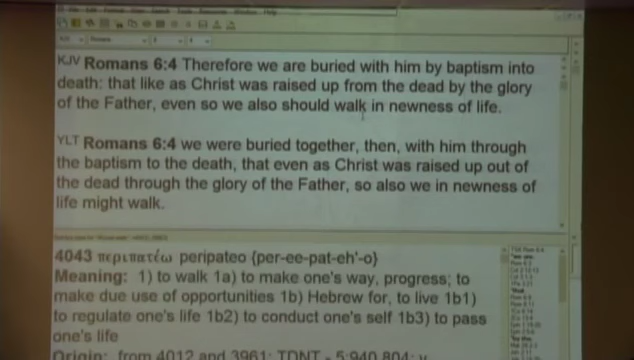 KJV Romans 6:4 Therefore we are buried with him by baptism into
death: that like as Christ was raised up from the dead by the glory
of the Father, even so we also should walk in newness of life.
YLT Romans 6:4 we were buried together, then, with him through
the baptism to the death, that even as Christ was raised up out of
the dead through the glory of the Father, so also we in newness of
life might walk.
4043 περιπατέω peripateo {per-ee-pat-eh'-o}
Meaning: 1) to walk 1a) to make one's way, progress; to
make due use of opportunities 1b) Hebrew for, to live 1b1)
to regulate one's life 1b2) to conduct one's self 1b3) to pass
one's life
Origin: from 4012 and 3961; TDNT - 5:940,804; v